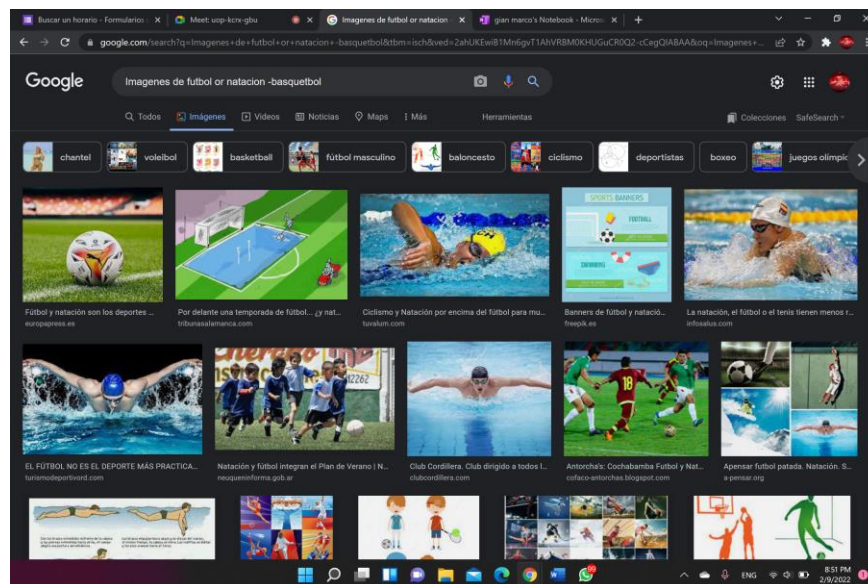 Buscar un horario - Formularios
Meet: uop-kcrx-gbu
Imagenes de futbol or natacion -
gian marco's Notebook - Micros
google.com/search?q=Imagenes+de+futbol+or+natacion+-basquetbol&tbm=isch&ved=2ahUKEwiB1Mn6gvT1AhVRBM0KHUGuCR0Q2-cCegQIABAA&oq=Imagenes+...
Google
Imagenes de futbol or natacion -basquetbol
Todos
Imágenes
Videos
Noticias
Maps
Más
Herramientas
Colecciones
SafeSearch
chantel
voleibol
basketball
fútbol masculino
baloncesto
ciclismo
deportistas
boxeo
juegos olímpic
SPORTS BANNERS
FOOTBALL
Fútbol y natación son los deportes ...
europapress.es
Por delante una temporada de fútbol... ¿y nat...
tribunasalamanca.com
Ciclismo y Natación por encima del fútbol para mu...
tuvalum.com
Banners de fútbol y natació...
freepik.es
La natación, el fútbol o el tenis tienen menos r...
infosalus.com
18
EL FÚTBOL NO ES EL DEPORTE MÁS PRACTICA...
turismodeportivord.com
Natación y fútbol integran el Plan de Verano | N...
neuqueninforma.gob.ar
Club Cordillera. Club dirigido a todos l...
clubcordillera.com
Antorcha's: Cochabamba Futbol y Nat...
cofaco-antorchas.blogspot.com
Apensar futbol patada. Natación. S...
a-pensar.org
ENG
8:51 PM
2/9/2022